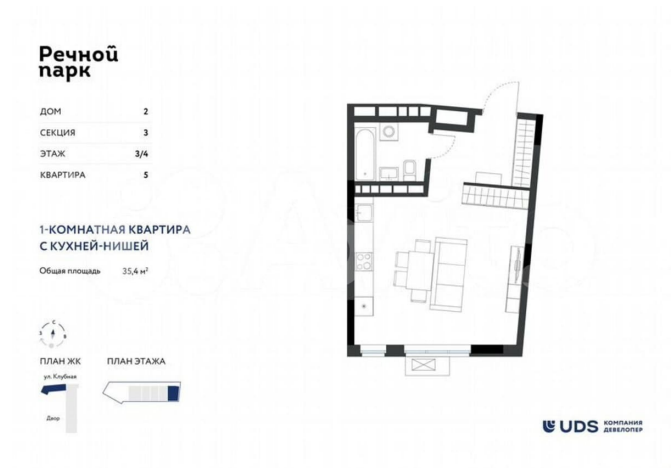 Речной
парк
ДОМ 2
СЕКЦИЯ 3
ЭТАЖ 3/4
КВАРТИРА 5
1-КОМНАТНАЯ КВАРТИРА
С КУХНЕЙ-НИШЕЙ
Общая площадь 35,4 м²
С
З В
Ю
ПЛАН ЖК ПЛАН ЭТАЖА
ул. Клубная
Двор
UDS КОМПАНИЯ
ДЕВЕЛОПЕР
Avito